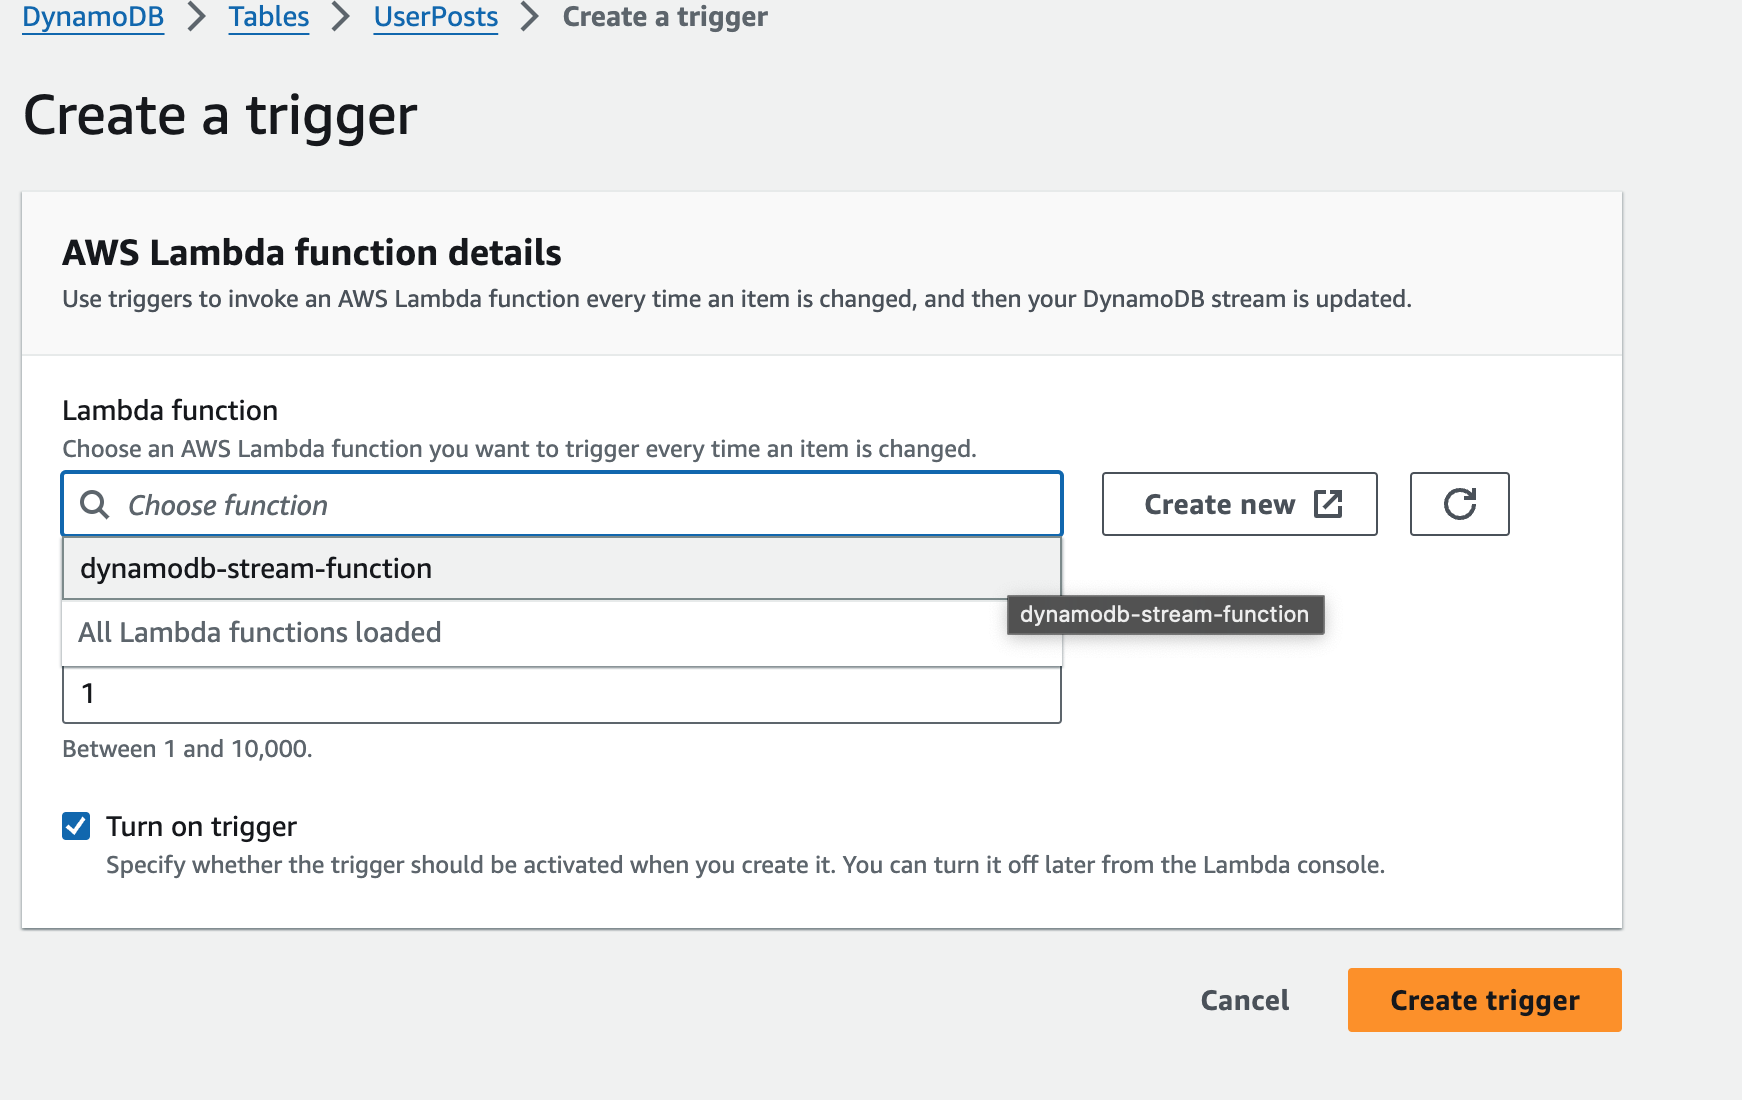 DynamoDB > Tables > UserPosts > Create a trigger
Create a trigger
AWS Lambda function details
Use triggers to invoke an AWS Lambda function every time an item is changed, and then your DynamoDB stream is updated.
Lambda function
Choose an AWS Lambda function you want to trigger every time an item is changed.
Choose function
Create new
dynamodb-stream-function
dynamodb-stream-function
All Lambda functions loaded
1
Between 1 and 10,000.
Turn on trigger
Specify whether the trigger should be activated when you create it. You can turn it off later from the Lambda console.
Cancel
Create trigger